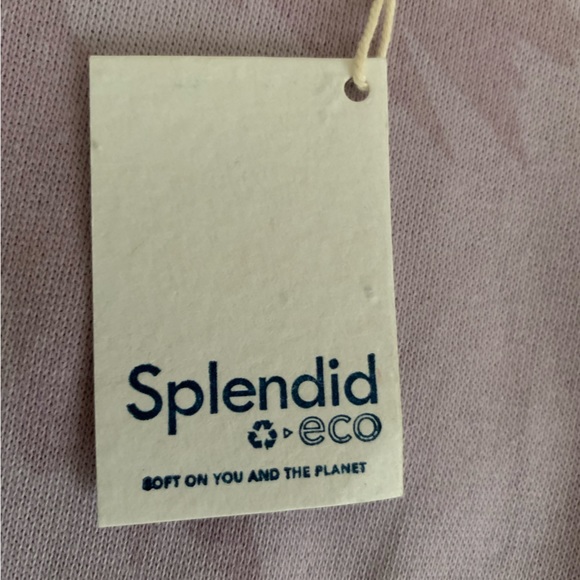 Splendid
eco
SOFT ON YOU AND THE PLANET